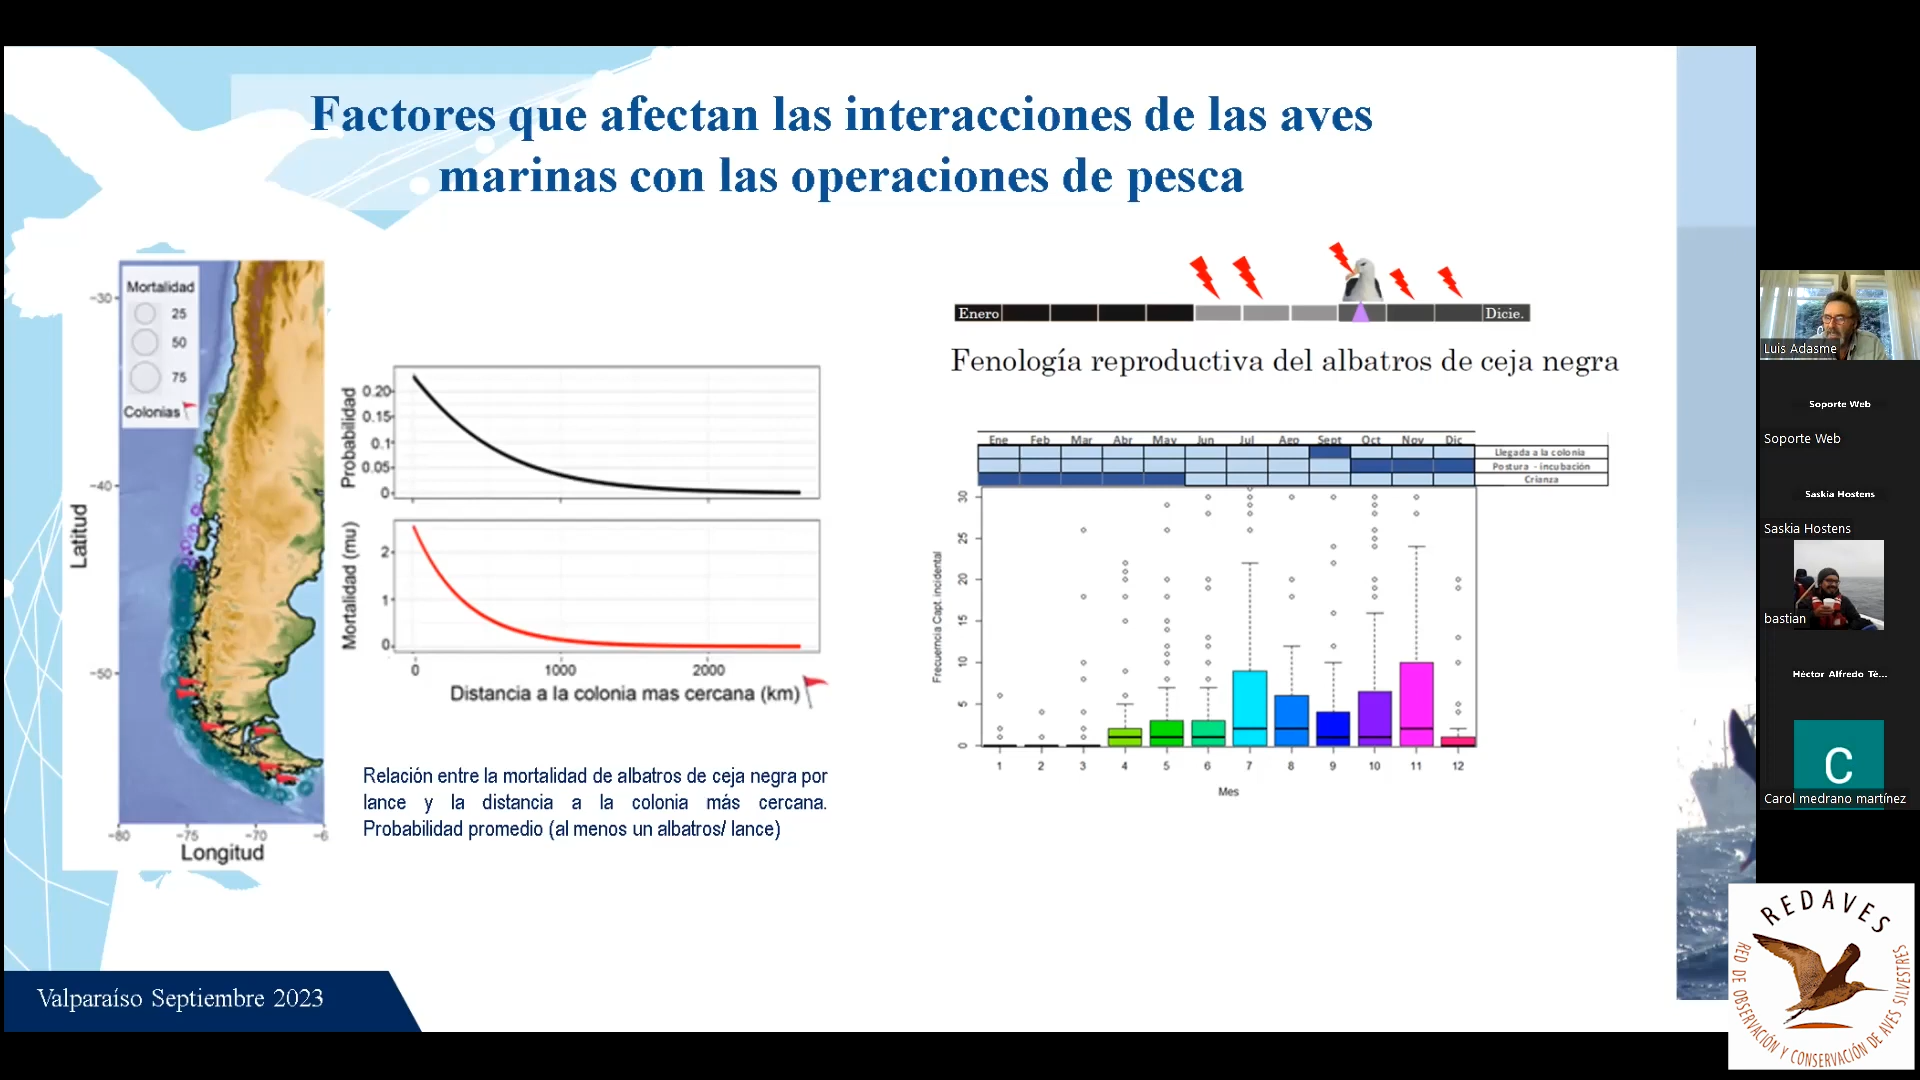 Factores que afectan las interacciones de las aves
marinas con las operaciones de pesca
Mortalidad
25
50
75
Colonias
-30
-40
-50
Latitud
-80
-75
-70
-6
Longitud
Probabilidad
0.20
0.15
0.1
0.05
0
Mortalidad (mu)
2
1
0
0
1000
2000
Distancia a la colonia mas cercana (km)
Relación entre la mortalidad de albatros de ceja negra por
lance y la distancia a la colonia más cercana.
Probabilidad promedio (al menos un albatros/ lance)
Enero
Dicie.
Fenología reproductiva del albatros de ceja negra
Ene Feb Mar Abr May Jun Jul Ago Sept Oct Nov Dic
Llegada a la colonia
Postura - incubación
Crianza
Frecuencia Capt. incidental
30
25
20
15
10
5
0
1 2 3 4 5 6 7 8 9 10 11 12
Mes
Valparaíso Septiembre 2023
Luis Adasme
Soporte Web
Soporte Web
Saskia Hostens
Saskia Hostens
bastian
Héctor Alfredo Té...
C
Carol medrano martínez
REDAVES
RED DE OBSERVACIÓN Y CONSERVACIÓN DE AVES SILVESTRES